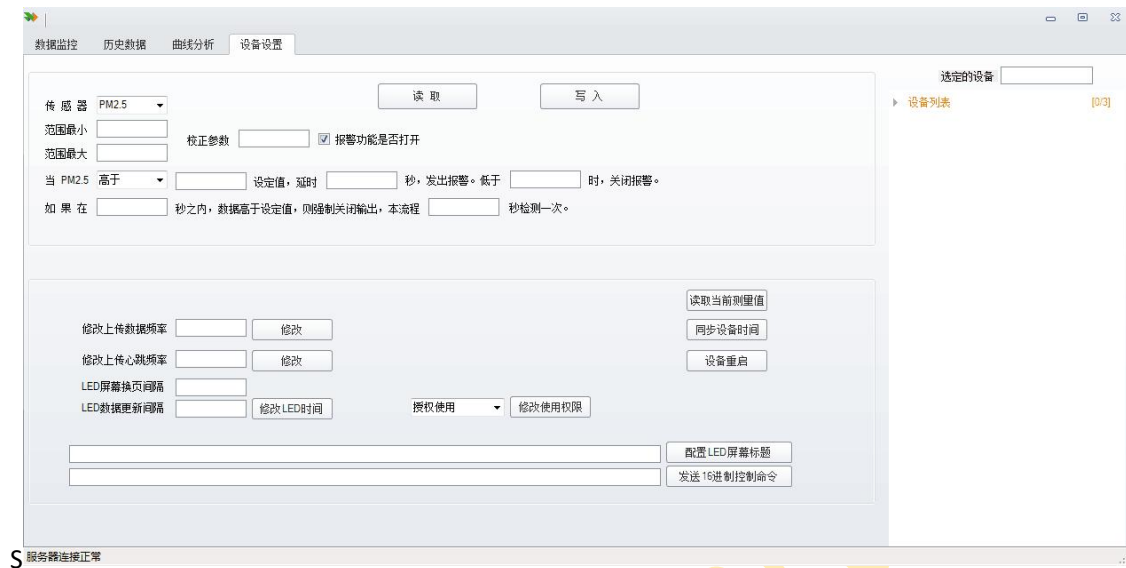 数据监控 历史数据 曲线分析 设备设置
选定的设备
设备列表 [0/3]
读 取 写 入
传 感 器 PM2.5
范围最小
校正参数 报警功能是否打开
范围最大
当 PM2.5 高于 设定值，延时 秒，发出报警。低于 时，关闭报警。
如 果 在 秒之内，数据高于设定值，则强制关闭输出，本流程 秒检测一次。
读取当前测量值
修改上传数据频率 修改 同步设备时间
修改上传心跳频率 修改 设备重启
LED屏幕换页间隔
LED数据更新间隔 修改LED时间 授权使用 修改使用权限
配置LED屏幕标题
发送16进制控制命令
S 服务器连接正常